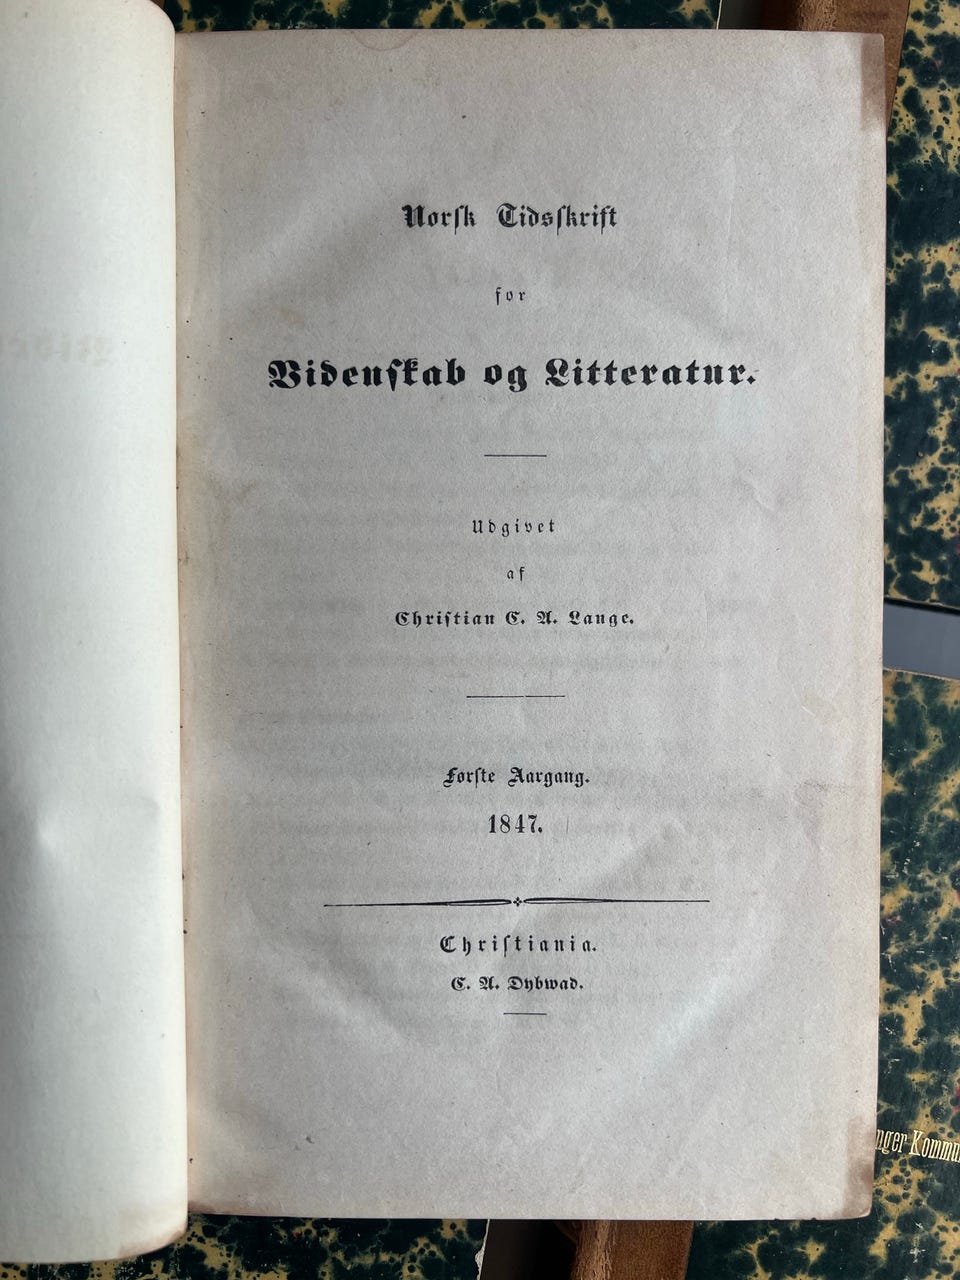 Norsk Tidsskrift
for
Videnskab og Litteratur.
Udgivet
af
Christian C. A. Lange.
Første Aargang.
1847.
Christiania.
C. A. Dybwad.